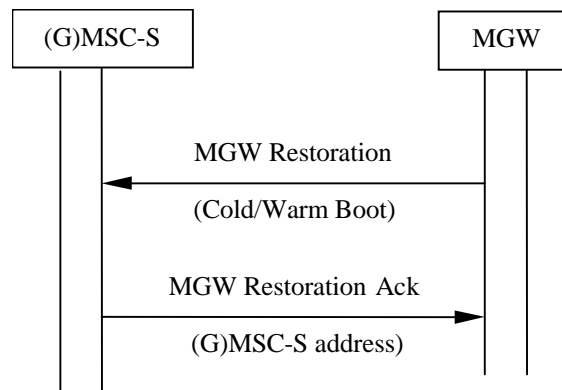 (G)MSC-S
MGW
MGW Restoration
(Cold/Warm Boot)
MGW Restoration Ack
(G)MSC-S address)